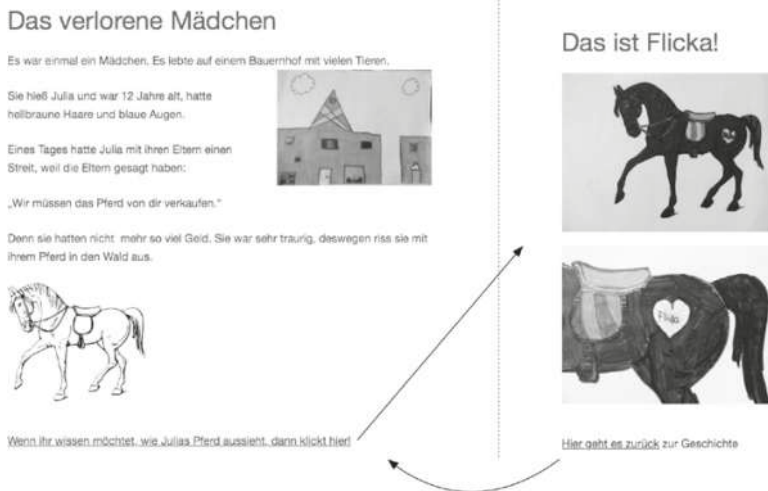 Das verlorene Mädchen
Es war einmal ein Mädchen. Es lebte auf einem Bauernhof mit vielen Tieren.
Sie hieß Julia und war 12 Jahre alt, hatte
hellbraune Haare und blaue Augen.
Eines Tages hatte Julia mit ihren Eltern einen
Streit, weil die Eltern gesagt haben:
„Wir müssen das Pferd von dir verkaufen.“
Denn sie hatten nicht mehr so viel Geld. Sie war sehr traurig, deswegen riss sie mit
ihrem Pferd in den Wald aus.
Wenn ihr wissen möchtet, wie Julias Pferd aussieht, dann klickt hier!
Das ist Flicka!
Flicka
Hier geht es zurück zur Geschichte